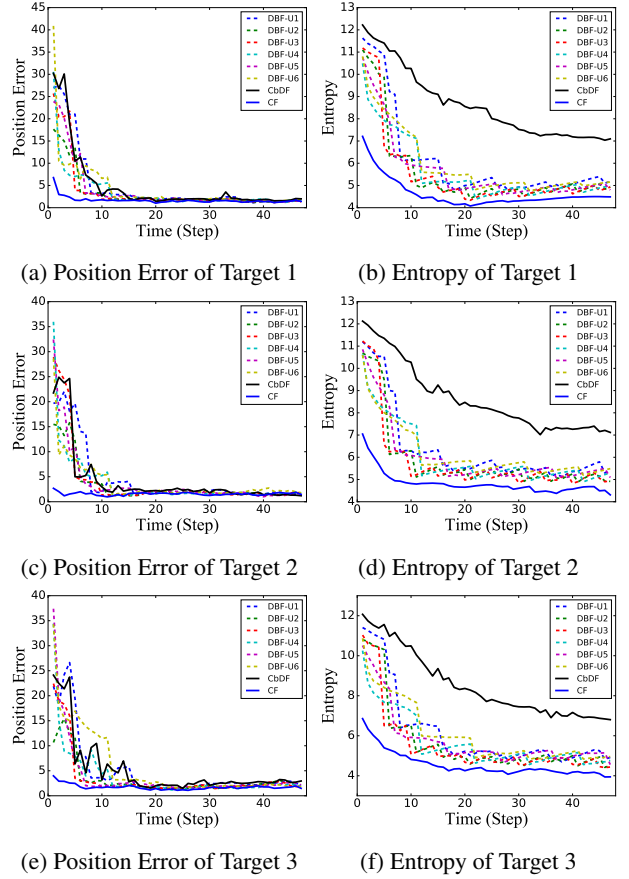 45
40
35
30
25
20
15
10
5
0
Position Error
0 10 20 30 40
Time (Step)
DBF-U1
DBF-U2
DBF-U3
DBF-U4
DBF-U5
DBF-U6
CbDF
CF
(a) Position Error of Target 1
13
12
11
10
9
8
7
6
5
4
Entropy
0 10 20 30 40
Time (Step)
DBF-U1
DBF-U2
DBF-U3
DBF-U4
DBF-U5
DBF-U6
CbDF
CF
(b) Entropy of Target 1
40
35
30
25
20
15
10
5
0
Position Error
0 10 20 30 40
Time (Step)
DBF-U1
DBF-U2
DBF-U3
DBF-U4
DBF-U5
DBF-U6
CbDF
CF
(c) Position Error of Target 2
13
12
11
10
9
8
7
6
5
4
Entropy
0 10 20 30 40
Time (Step)
DBF-U1
DBF-U2
DBF-U3
DBF-U4
DBF-U5
DBF-U6
CbDF
CF
(d) Entropy of Target 2
40
35
30
25
20
15
10
5
0
Position Error
0 10 20 30 40
Time (Step)
DBF-U1
DBF-U2
DBF-U3
DBF-U4
DBF-U5
DBF-U6
CbDF
CF
(e) Position Error of Target 3
12
10
8
6
4
Entropy
0 10 20 30 40
Time (Step)
DBF-U1
DBF-U2
DBF-U3
DBF-U4
DBF-U5
DBF-U6
CbDF
CF
(f) Entropy of Target 3